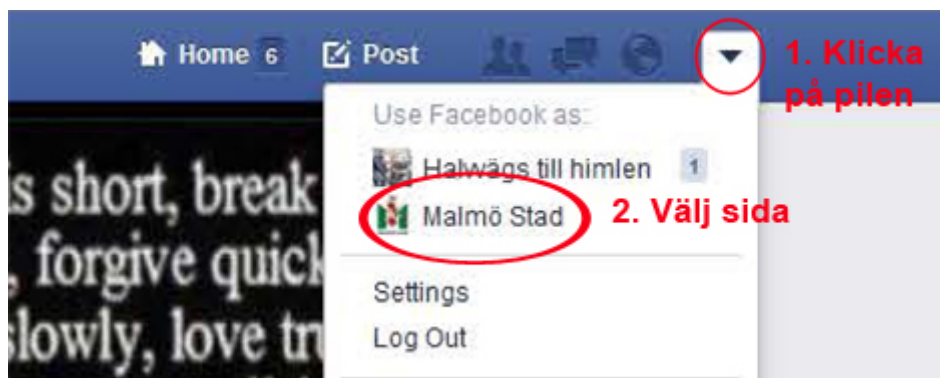 Home 6 Post
1. Klicka
på pilen
Use Facebook as:
Halwägs till himlen 1
Malmö Stad
2. Välj sida
Settings
Log Out
s short, break
, forgive quick
slowly, love tr